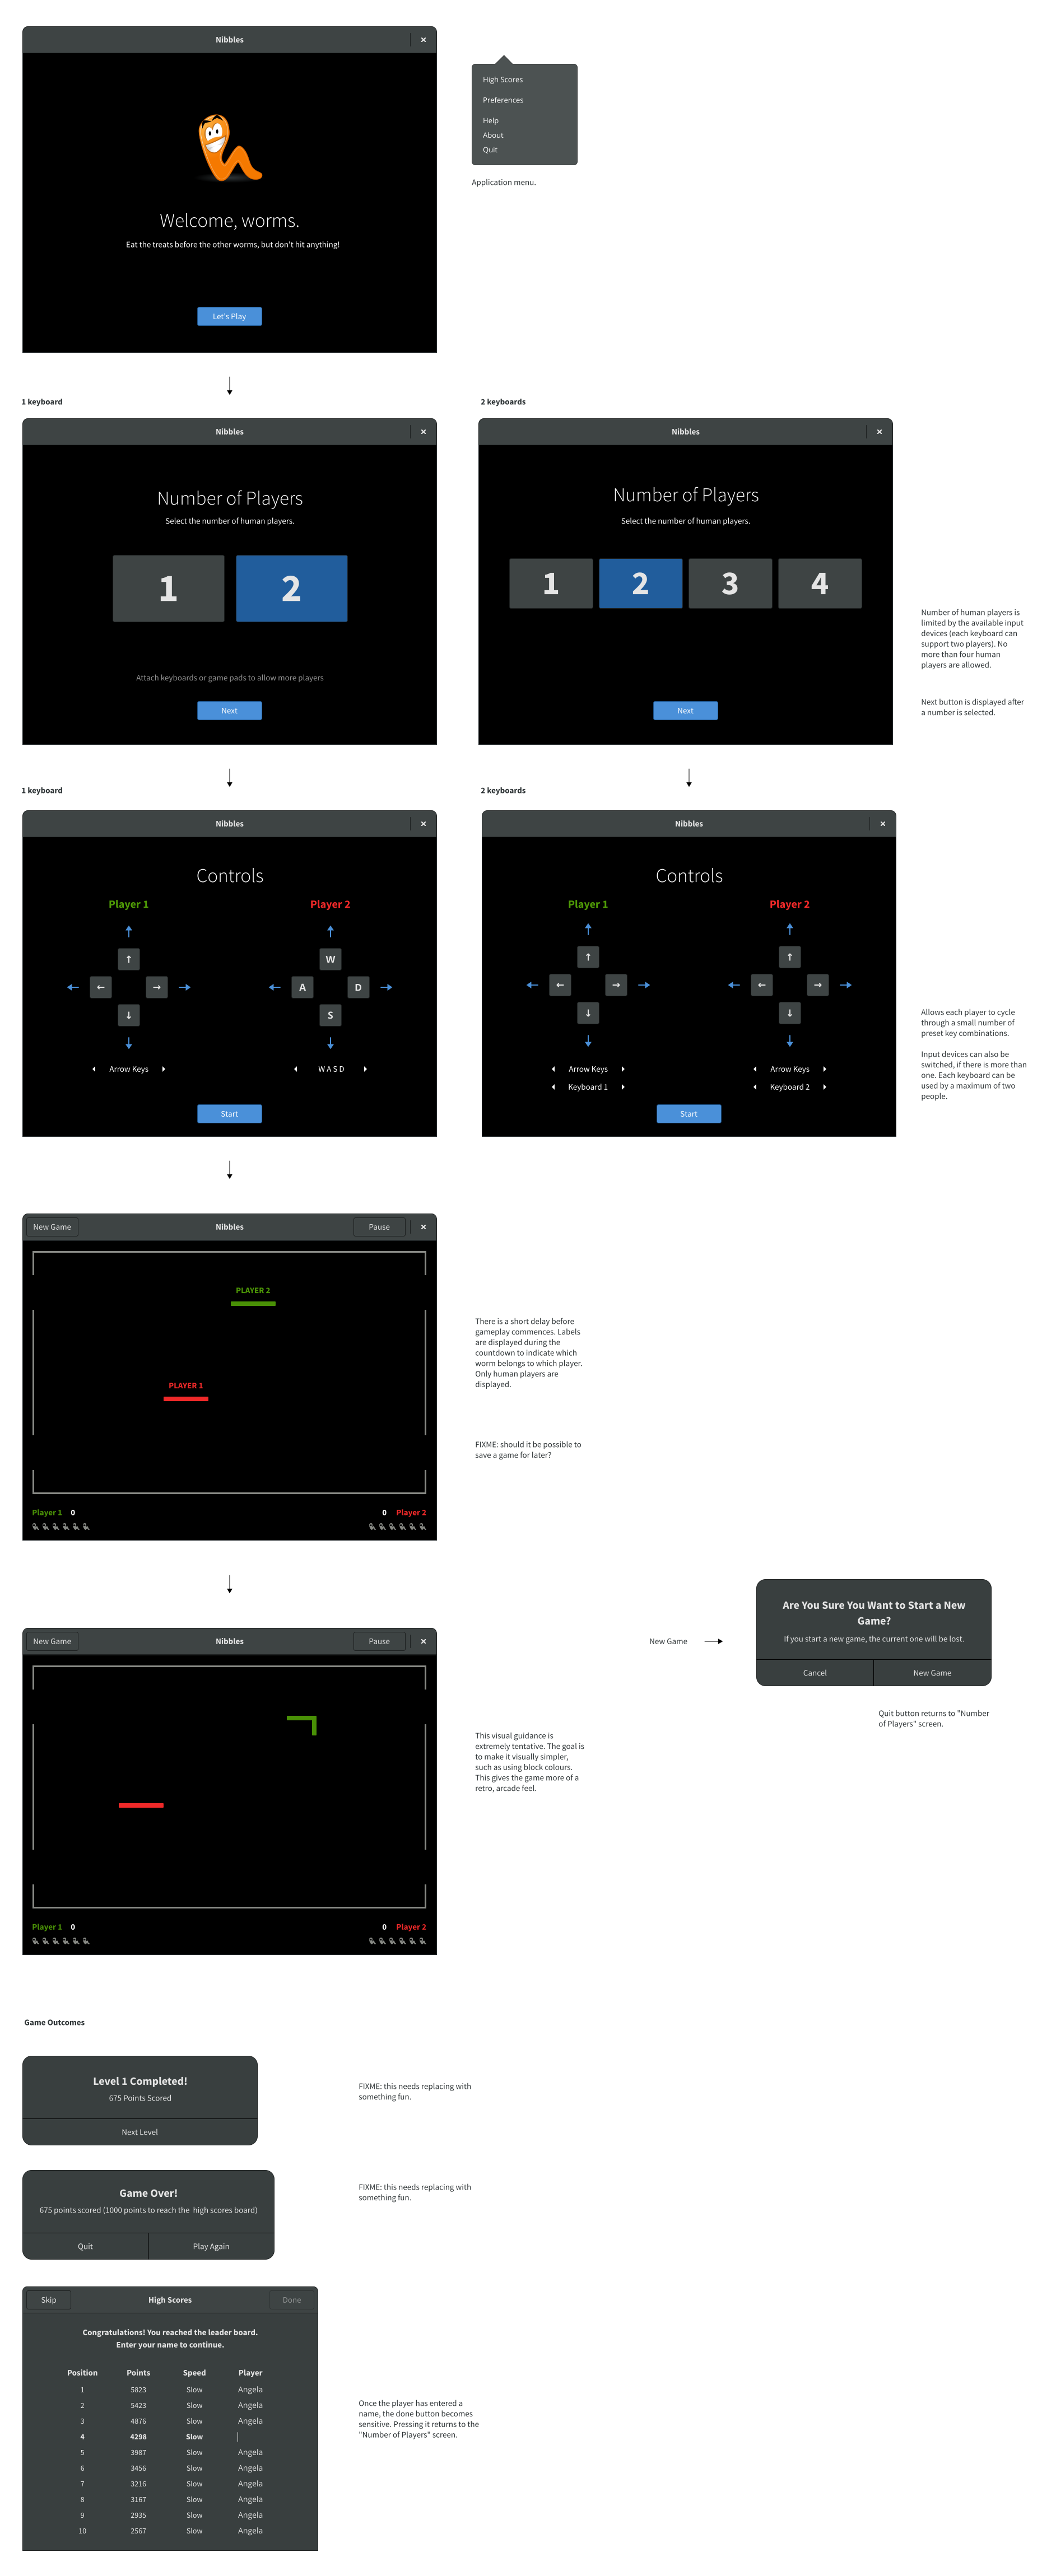 Nibbles
×
High Scores
Preferences
Help
About
Quit
Application menu.
Welcome, worms.
Eat the treats before the other worms, but don't hit anything!
Let's Play
1 keyboard
2 keyboards
Nibbles
×
Number of Players
Select the number of human players.
1 2
Attach keyboards or game pads to allow more players
Next
Nibbles
×
Number of Players
Select the number of human players.
1 2 3 4
Next
Number of human players is
limited by the available input
devices (each keyboard can
support two players). No
more than four human
players are allowed.
Next button is displayed after
a number is selected.
1 keyboard
2 keyboards
Nibbles
×
Controls
Player 1
Player 2
↑
← →
↓
W
A D
S
Arrow Keys
W A S D
Start
Nibbles
×
Controls
Player 1
Player 2
↑
← →
↓
↑
← →
↓
Arrow Keys
Arrow Keys
Keyboard 1
Keyboard 2
Start
Allows each player to cycle
through a small number of
preset key combinations.
Input devices can also be
switched, if there is more than
one. Each keyboard can be
used by a maximum of two
people.
New Game
Nibbles
Pause
×
PLAYER 2
PLAYER 1
Player 1 0
0 Player 2
There is a short delay before
gameplay commences. Labels
are displayed during the
countdown to indicate which
worm belongs to which player.
Only human players are
displayed.
FIXME: should it be possible to
save a game for later?
New Game
Nibbles
Pause
×
Player 1 0
0 Player 2
New Game
Are You Sure You Want to Start a New
Game?
If you start a new game, the current one will be lost.
Cancel
New Game
Quit button returns to "Number
of Players" screen.
This visual guidance is
extremely tentative. The goal is
to make it visually simpler,
such as using block colours.
This gives the game more of a
retro, arcade feel.
Game Outcomes
Level 1 Completed!
675 Points Scored
Next Level
FIXME: this needs replacing with
something fun.
Game Over!
675 points scored (1000 points to reach the high scores board)
Quit
Play Again
FIXME: this needs replacing with
something fun.
Skip
High Scores
Done
Congratulations! You reached the leader board.
Enter your name to continue.
Position Points Speed Player
1 5823 Slow Angela
2 5423 Slow Angela
3 4876 Slow Angela
4 4298 Slow
5 3987 Slow Angela
6 3456 Slow Angela
7 3216 Slow Angela
8 3167 Slow Angela
9 2935 Slow Angela
10 2567 Slow Angela
Once the player has entered a
name, the done button becomes
sensitive. Pressing it returns to the
"Number of Players" screen.